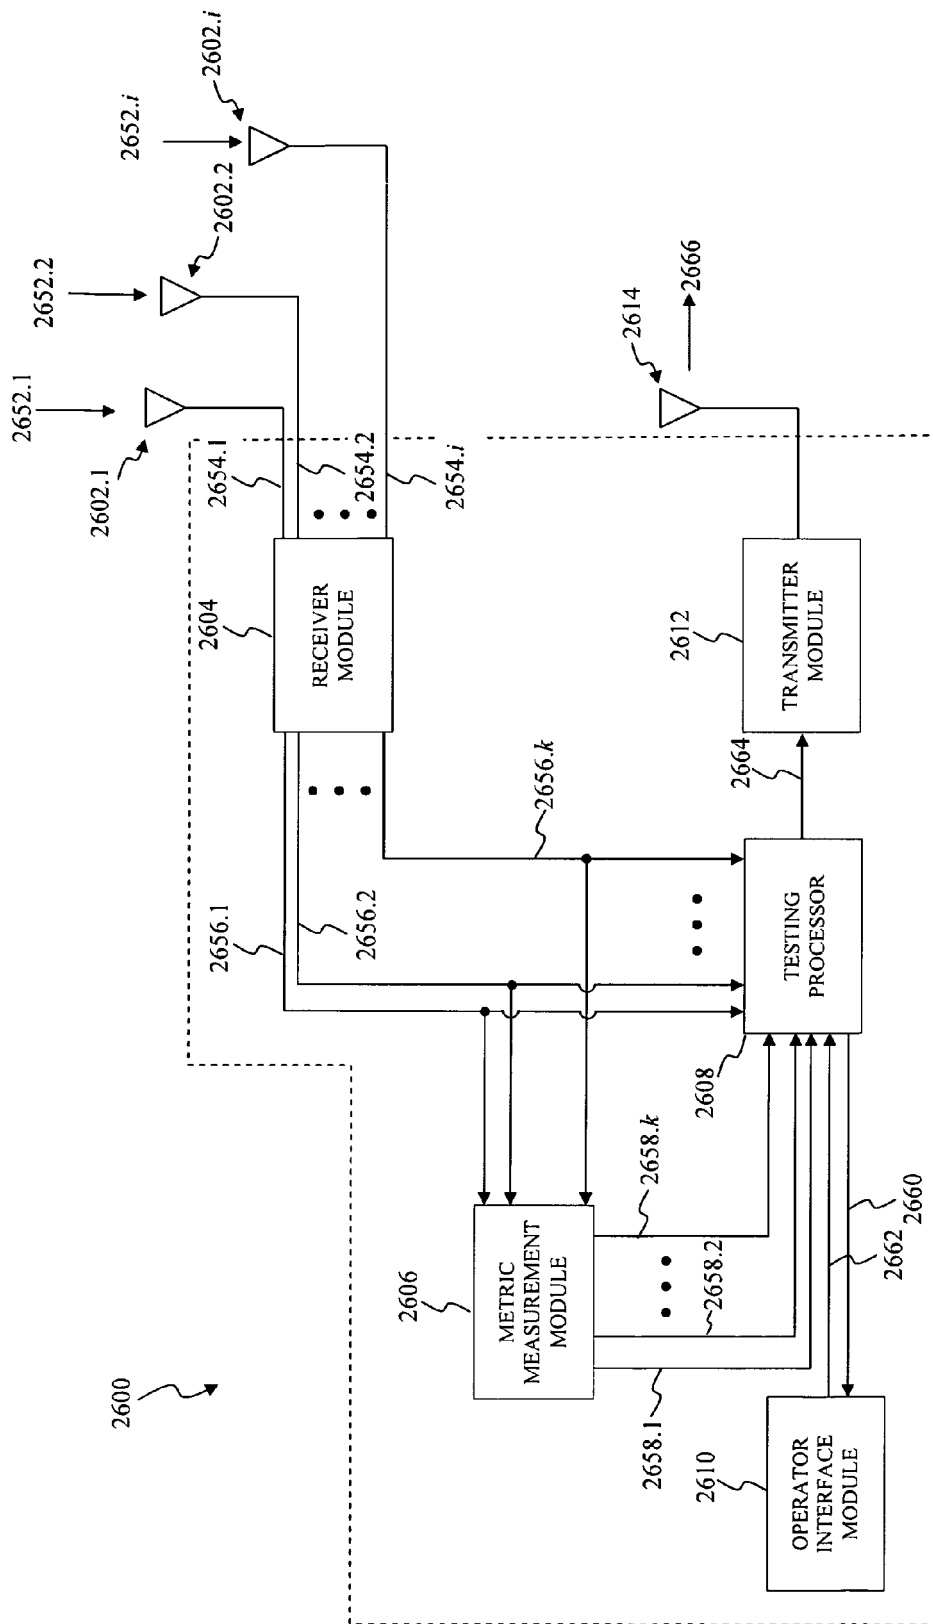 2600
2652.1
2652.2
2652.i
2602.1
2602.2
2602.i
2654.1
2654.2
2654.i
2604
RECEIVER
MODULE
2656.1
2656.2
2656.k
2606
METRIC
MEASUREMENT
MODULE
2658.1
2658.2
2658.k
2608
TESTING
PROCESSOR
2610
OPERATOR
INTERFACE
MODULE
2662
2660
2664
2612
TRANSMITTER
MODULE
2614
2666